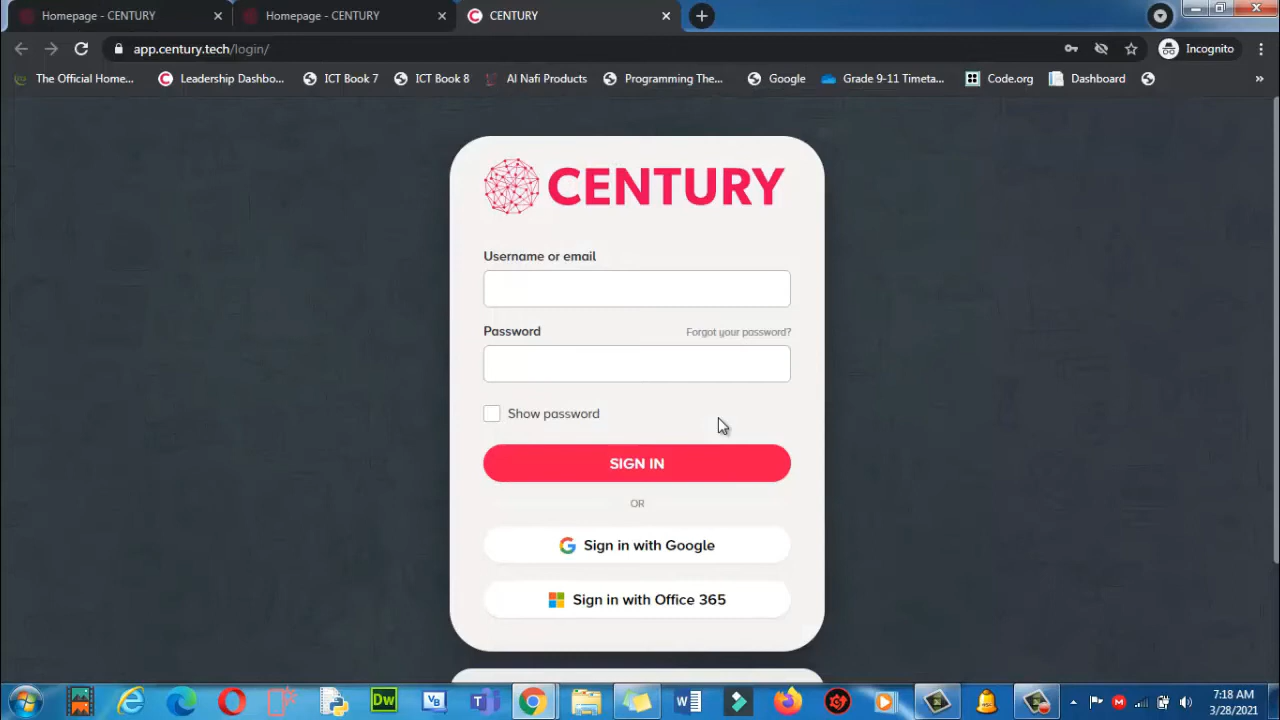 Homepage - CENTURY
Homepage - CENTURY
CENTURY
app.century.tech/login/
Incognito
The Official Home...
Leadership Dashbo...
ICT Book 7
ICT Book 8
AI Nafi Products
Programming The...
Google
Grade 9-11 Timeta...
Code.org
Dashboard
»
CENTURY
Username or email
Password
Forgot your password?
Show password
SIGN IN
OR
Sign in with Google
Sign in with Office 365
7:18 AM
3/28/2021